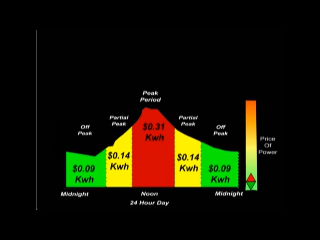 Peak
Period
Partial
Peak
Partial
Peak
Off
Peak
Off
Peak
$0.31
Kwh
$0.14
Kwh
$0.14
Kwh
$0.09
Kwh
$0.09
Kwh
Price
Of
Power
Midnight
Noon
Midnight
24 Hour Day